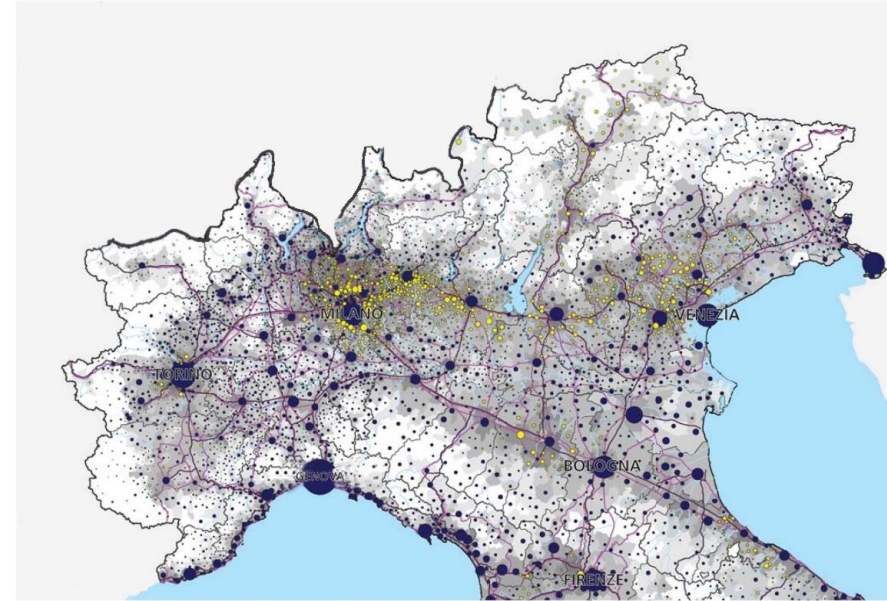 MILANO
VENEZIA
TORINO
GENOVA
BOLOGNA
FIRENZE